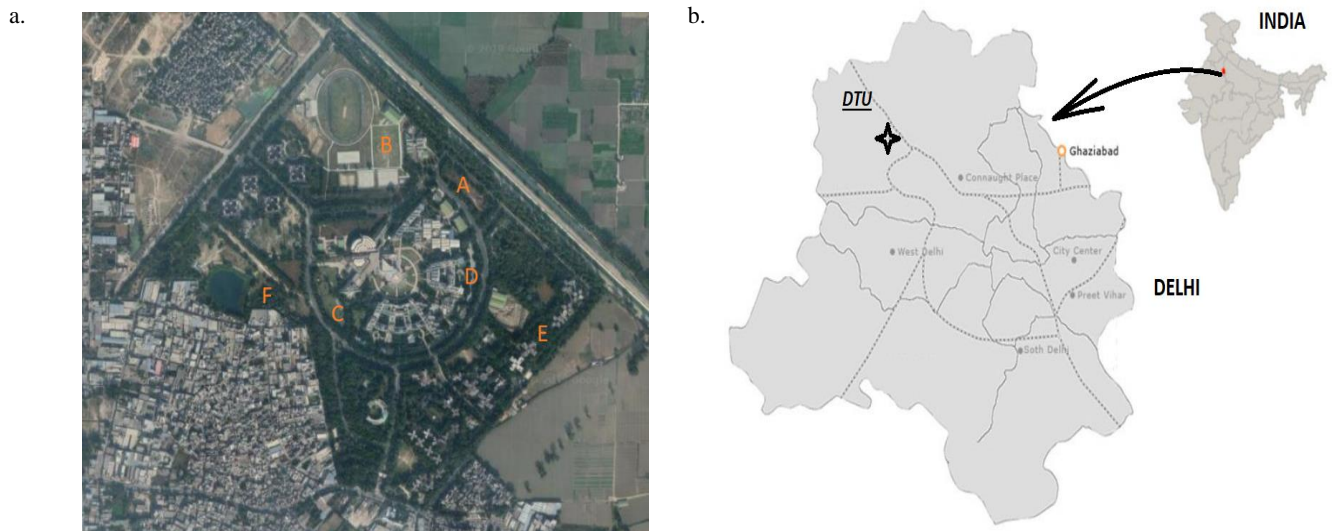 a.
B
A
D
F
C
E
b.
INDIA
DTU
Ghaziabad
Connaught Place
West Delhi
City Center
DELHI
Preet Vihar
Soth Delhi